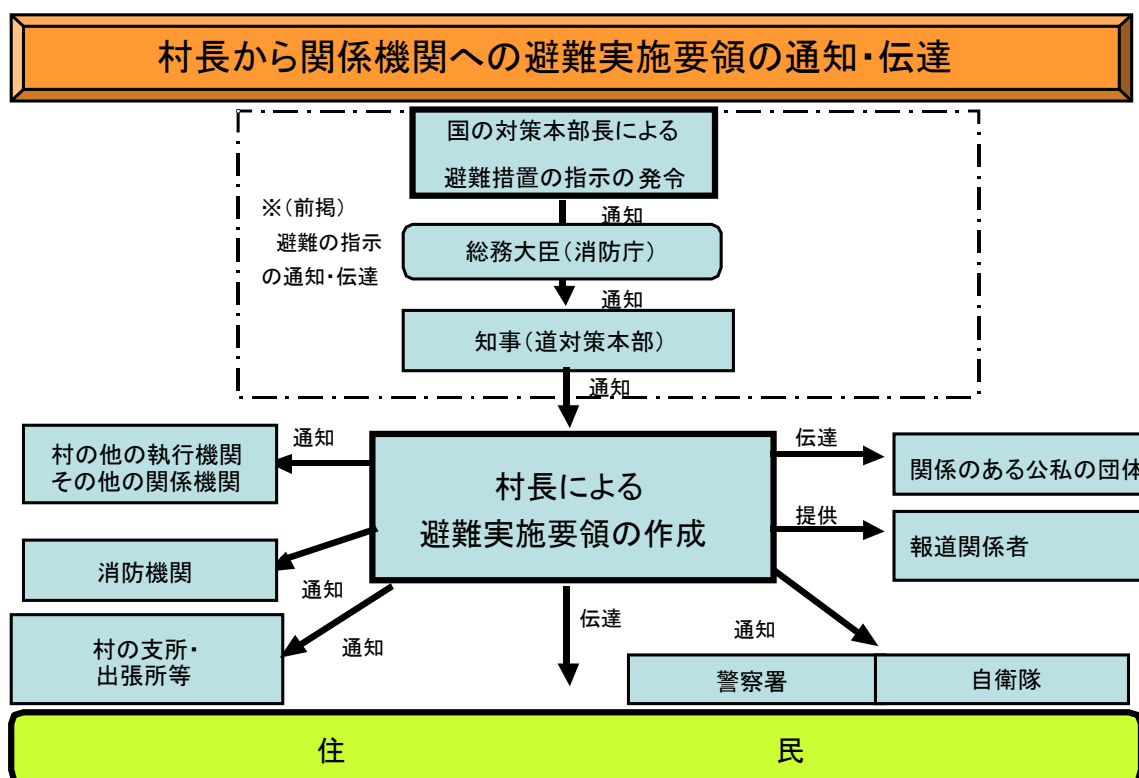 村長から関係機関への避難実施要領の通知・伝達
国の対策本部長による
避難措置の指示の発令
※(前掲)
避難の指示
の通知・伝達
通知
総務大臣(消防庁)
通知
知事(道対策本部)
通知
村の他の執行機関
その他の関係機関
通知
村長による
避難実施要領の作成
伝達
関係のある公私の団体
提供
報道関係者
消防機関
通知
村の支所・
出張所等
通知
伝達
通知
警察署
自衛隊
住 民